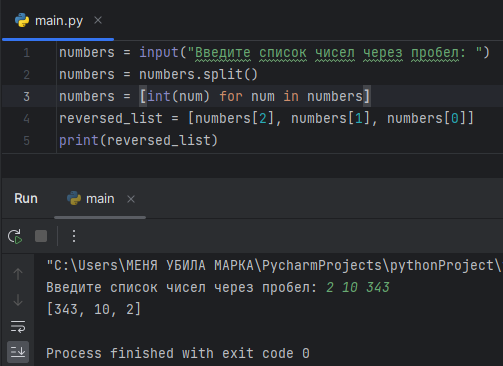 main.py
1 numbers = input("Введите список чисел через пробел: ")
2 numbers = numbers.split()
3 numbers = [int(num) for num in numbers]
4 reversed_list = [numbers[2], numbers[1], numbers[0]]
5 print(reversed_list)
Run main
"C:\Users\МЕНЯ УБИЛА МАРКА\PycharmProjects\pythonProject\
Введите список чисел через пробел: 2 10 343
[343, 10, 2]
Process finished with exit code 0